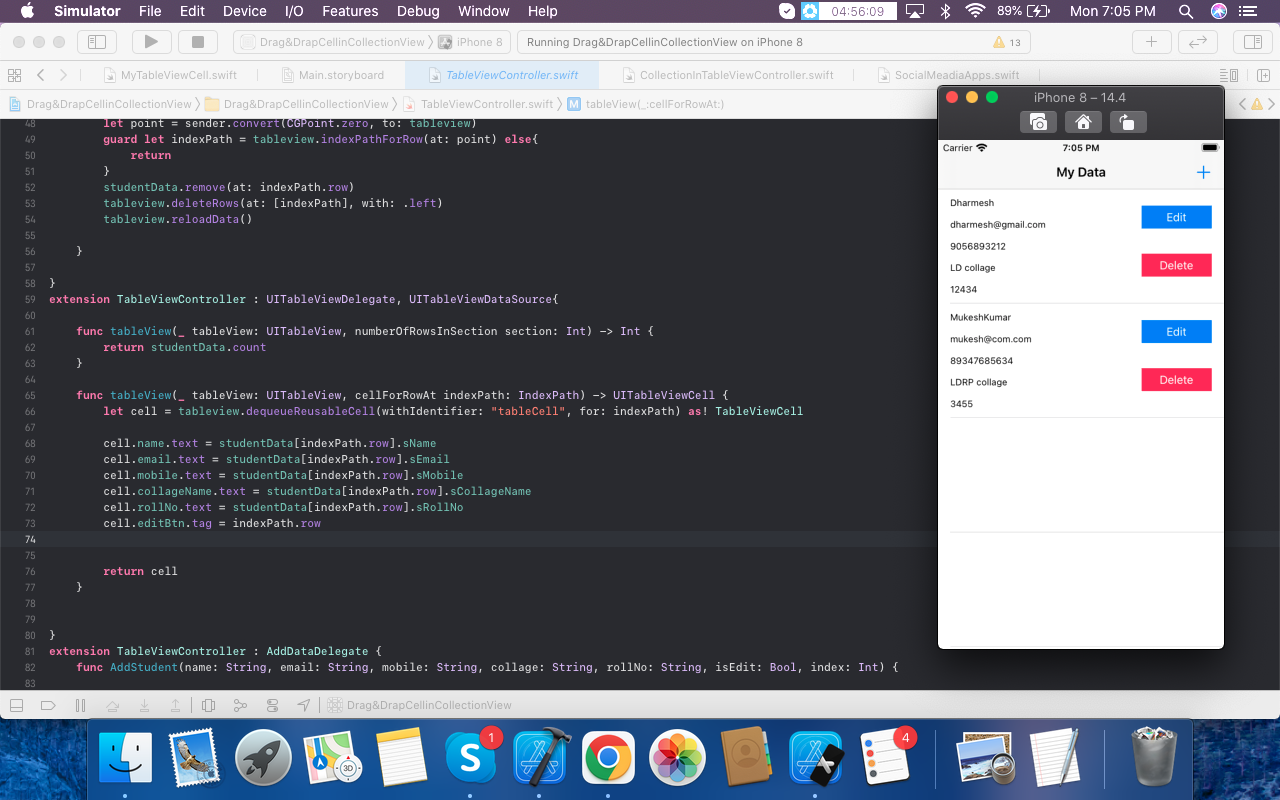 Simulator File Edit Device I/O Features Debug Window Help 04:56:09 89% Mon 7:05 PM
Drag&DrapCellinCollectionView iPhone 8 Running Drag&DrapCellinCollectionView on iPhone 8 13
MyTableViewCell.swift Main.storyboard TableViewController.swift CollectionInTableViewController.swift SocialMeadiaApps.swift
Drag&DrapCellinCollectionView Drag&DrapCellinCollectionView TableViewController.swift M tableView(_:cellForRowAt:)
48 let point = sender.convert(CGPoint.zero, to: tableview)
49 guard let indexPath = tableview.indexPathForRow(at: point) else{
50 return
51 }
52 studentData.remove(at: indexPath.row)
53 tableview.deleteRows(at: [indexPath], with: .left)
54 tableview.reloadData()
55
56 }
57
58 }
59 extension TableViewController : UITableViewDelegate, UITableViewDataSource{
60
61 func tableView(_ tableView: UITableView, numberOfRowsInSection section: Int) -> Int {
62 return studentData.count
63 }
64
65 func tableView(_ tableView: UITableView, cellForRowAt indexPath: IndexPath) -> UITableViewCell {
66 let cell = tableview.dequeueReusableCell(withIdentifier: "tableCell", for: indexPath) as! TableViewCell
67
68 cell.name.text = studentData[indexPath.row].sName
69 cell.email.text = studentData[indexPath.row].sEmail
70 cell.mobile.text = studentData[indexPath.row].sMobile
71 cell.collageName.text = studentData[indexPath.row].sCollageName
72 cell.rollNo.text = studentData[indexPath.row].sRollNo
73 cell.editBtn.tag = indexPath.row
74
75
76 return cell
77 }
78
79
80 }
81 extension TableViewController : AddDataDelegate {
82 func AddStudent(name: String, email: String, mobile: String, collage: String, rollNo: String, isEdit: Bool, index: Int) {
83
iPhone 8 – 14.4
Carrier 7:05 PM
My Data +
Dharmesh
Edit
dharmesh@gmail.com
9056893212
LD collage
Delete
12434
MukeshKumar
Edit
mukesh@com.com
89347685634
LDRP collage
Delete
3455
Drag&DrapCellinCollectionView
1
4
3D